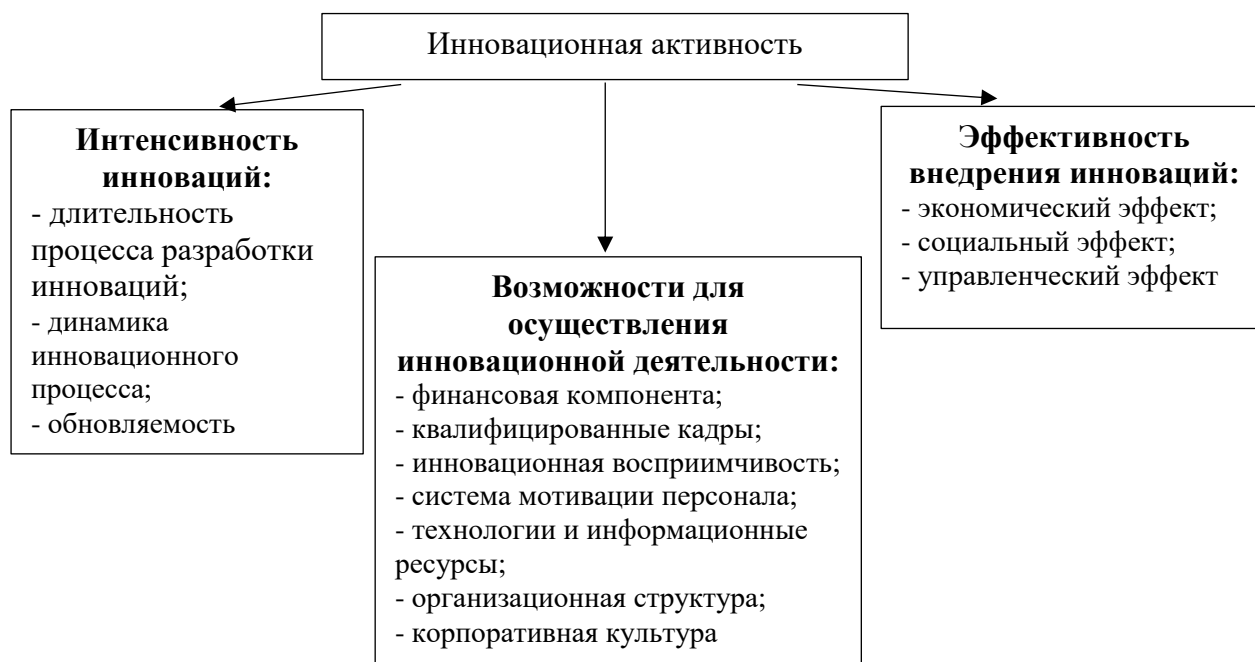 Инновационная активность
Интенсивность
инноваций:
- длительность
процесса разработки
инноваций;
- динамика
инновационного
процесса;
- обновляемость
Возможности для
осуществления
инновационной деятельности:
- финансовая компонента;
- квалифицированные кадры;
- инновационная восприимчивость;
- система мотивации персонала;
- технологии и информационные
ресурсы;
- организационная структура;
- корпоративная культура
Эффективность
внедрения инноваций:
- экономический эффект;
- социальный эффект;
- управленческий эффект